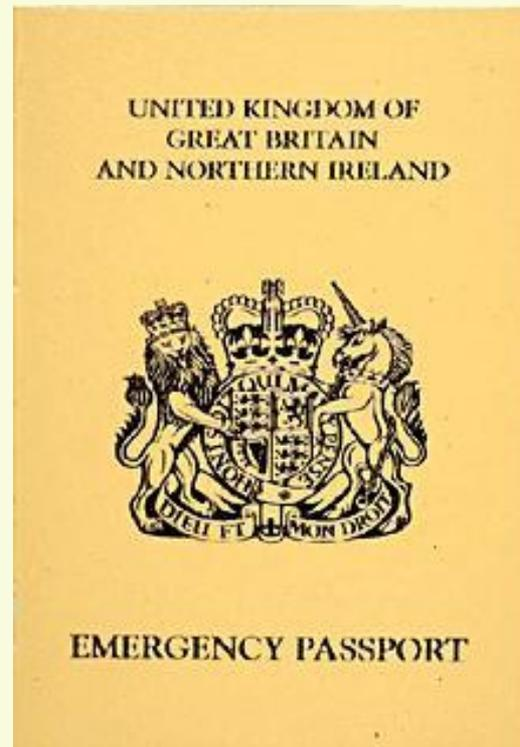 UNITED KINGDOM OF
GREAT BRITAIN
AND NORTHERN IRELAND
DIEU ET MON DROIT
EMERGENCY PASSPORT